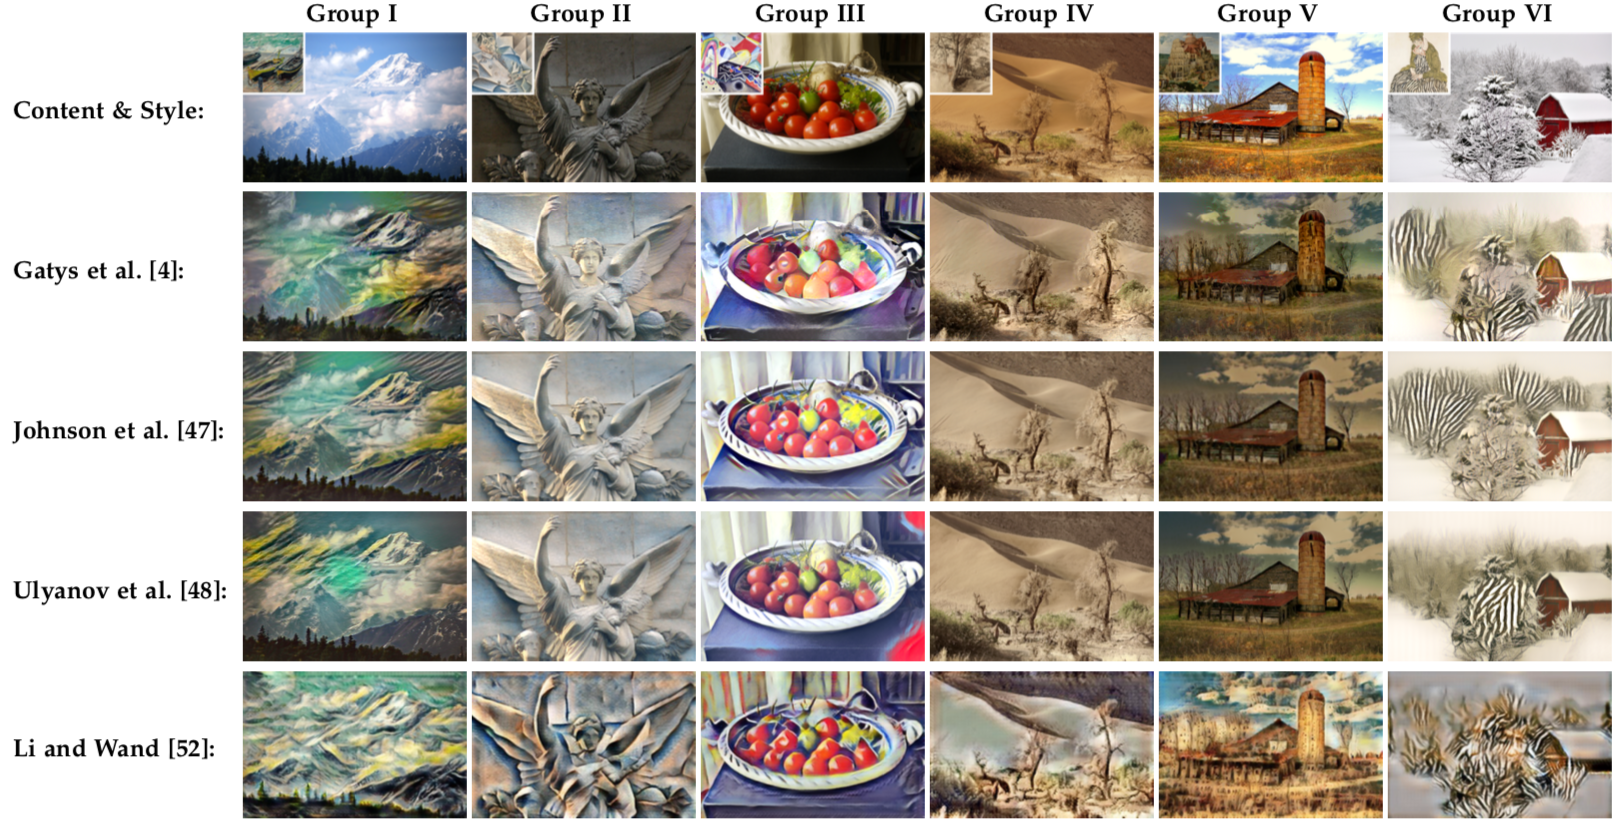 Group I Group II Group III Group IV Group V Group VI
Content & Style:
Gatys et al. [4]:
Johnson et al. [47]:
Ulyanov et al. [48]:
Li and Wand [52]: